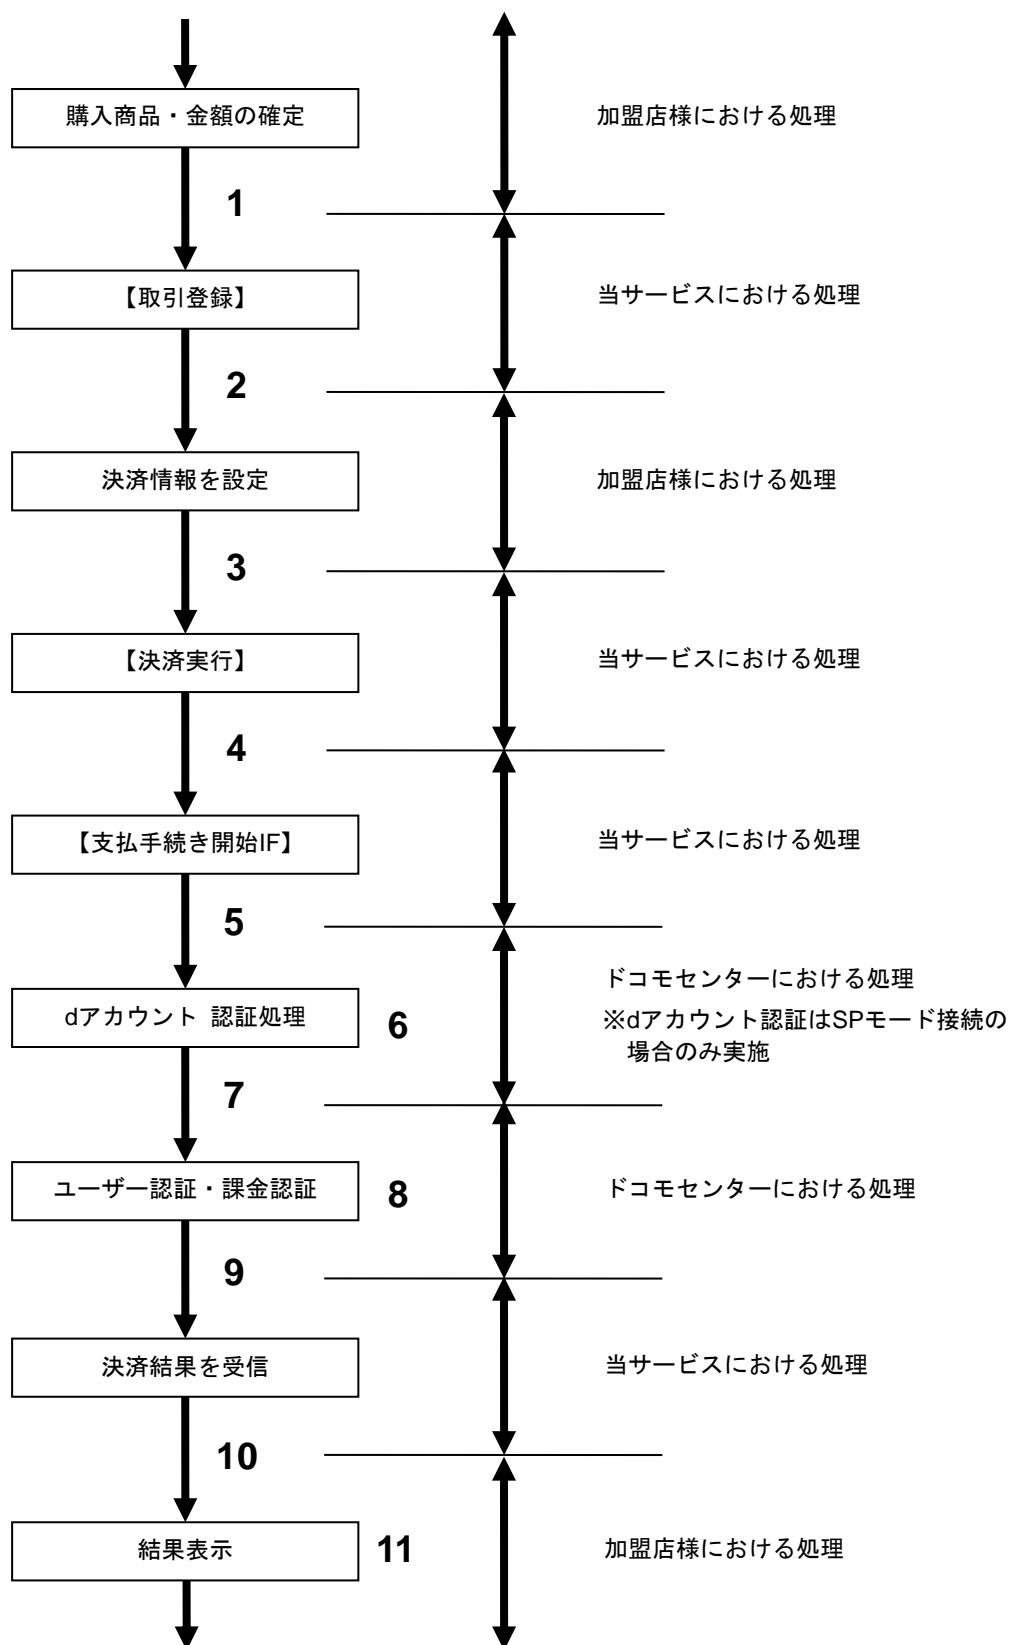 購入商品・金額の確定
加盟店様における処理
1
【取引登録】
当サービスにおける処理
2
決済情報を設定
加盟店様における処理
3
【決済実行】
当サービスにおける処理
4
【支払手続き開始IF】
当サービスにおける処理
5
ドコモセンターにおける処理
dアカウント 認証処理
6
※dアカウント認証はSPモード接続の
場合のみ実施
7
ユーザー認証・課金認証
8
ドコモセンターにおける処理
9
決済結果を受信
当サービスにおける処理
10
結果表示
11
加盟店様における処理